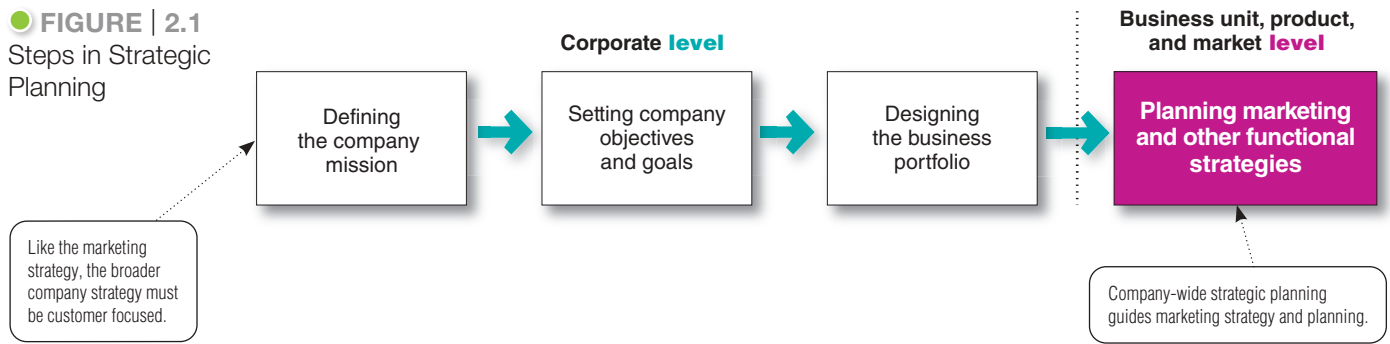 FIGURE | 2.1
Steps in Strategic
Planning
Corporate level
Business unit, product,
and market level
Defining
the company
mission
Setting company
objectives
and goals
Designing
the business
portfolio
Planning marketing
and other functional
strategies
Like the marketing
strategy, the broader
company strategy must
be customer focused.
Company-wide strategic planning
guides marketing strategy and planning.